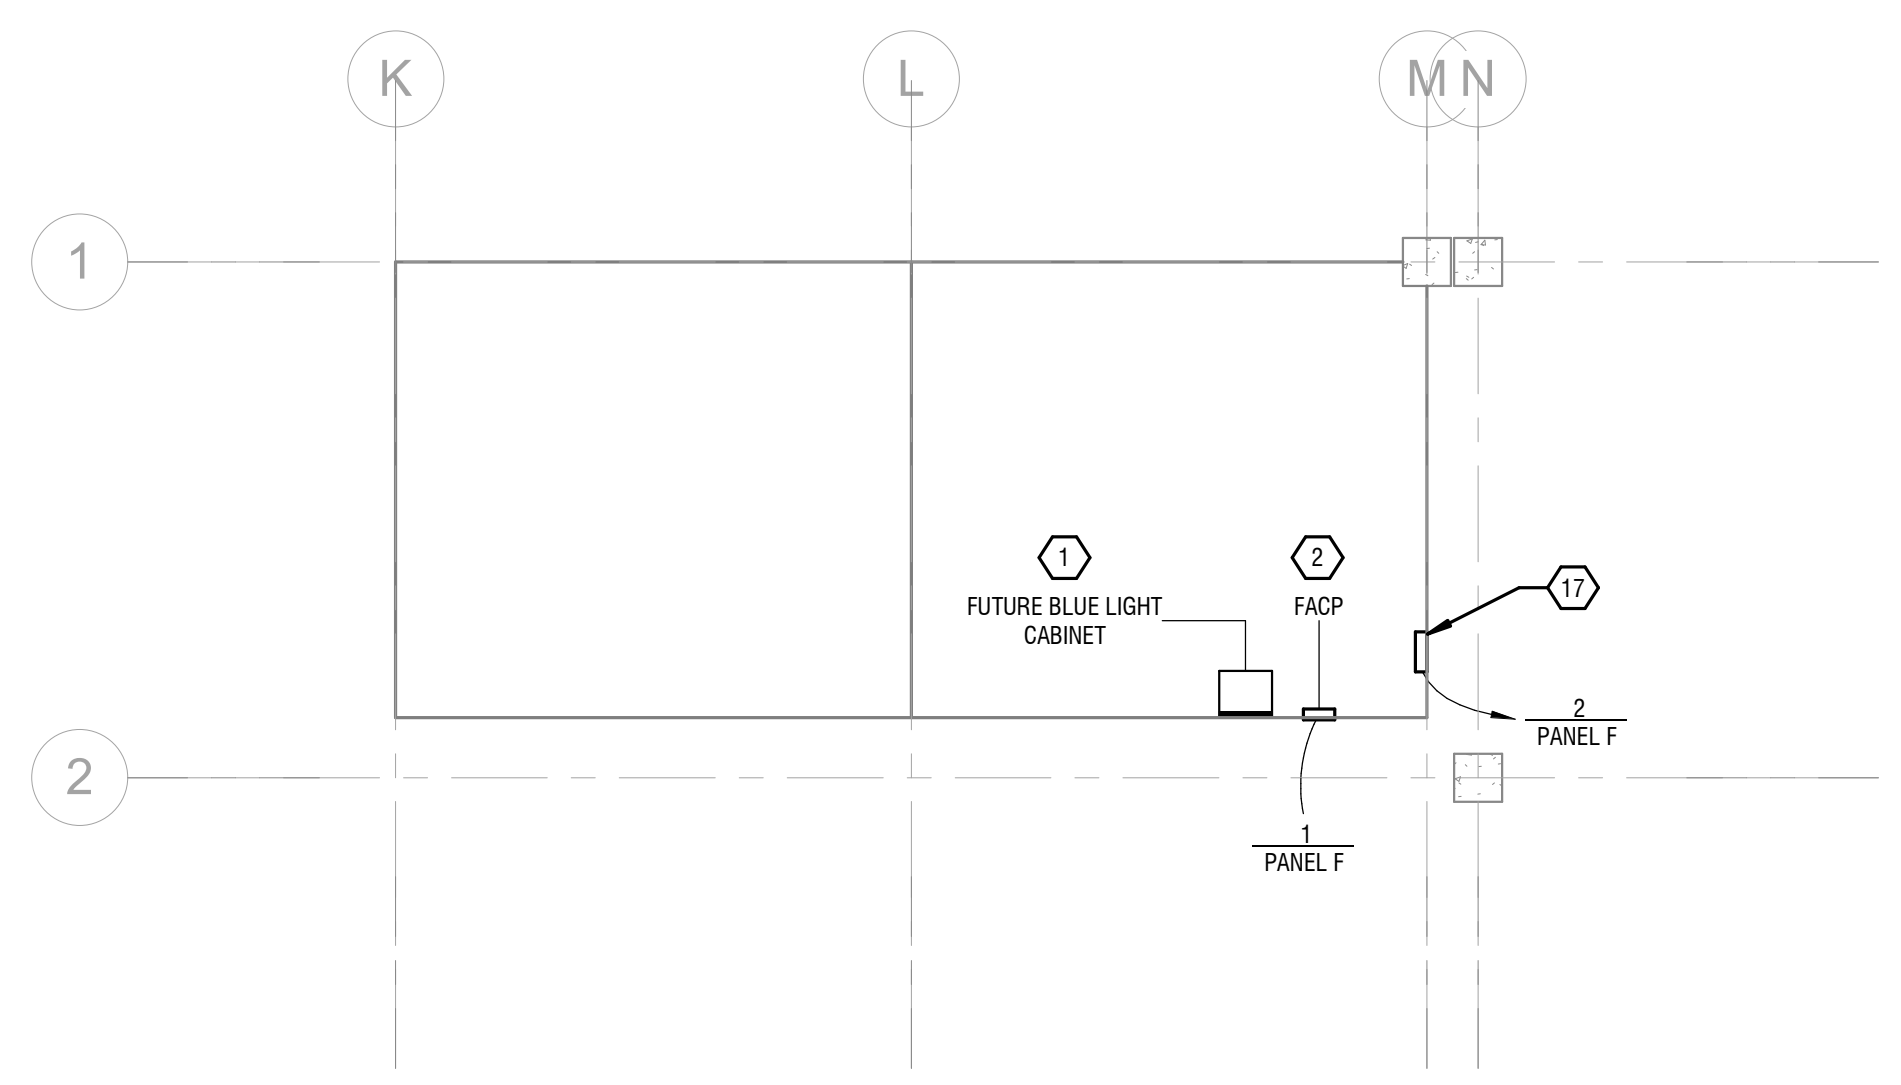 K
L
M
N
1
1
2
17
FUTURE BLUE LIGHT
CABINET
FACP
2
PANEL F
2
1
PANEL F